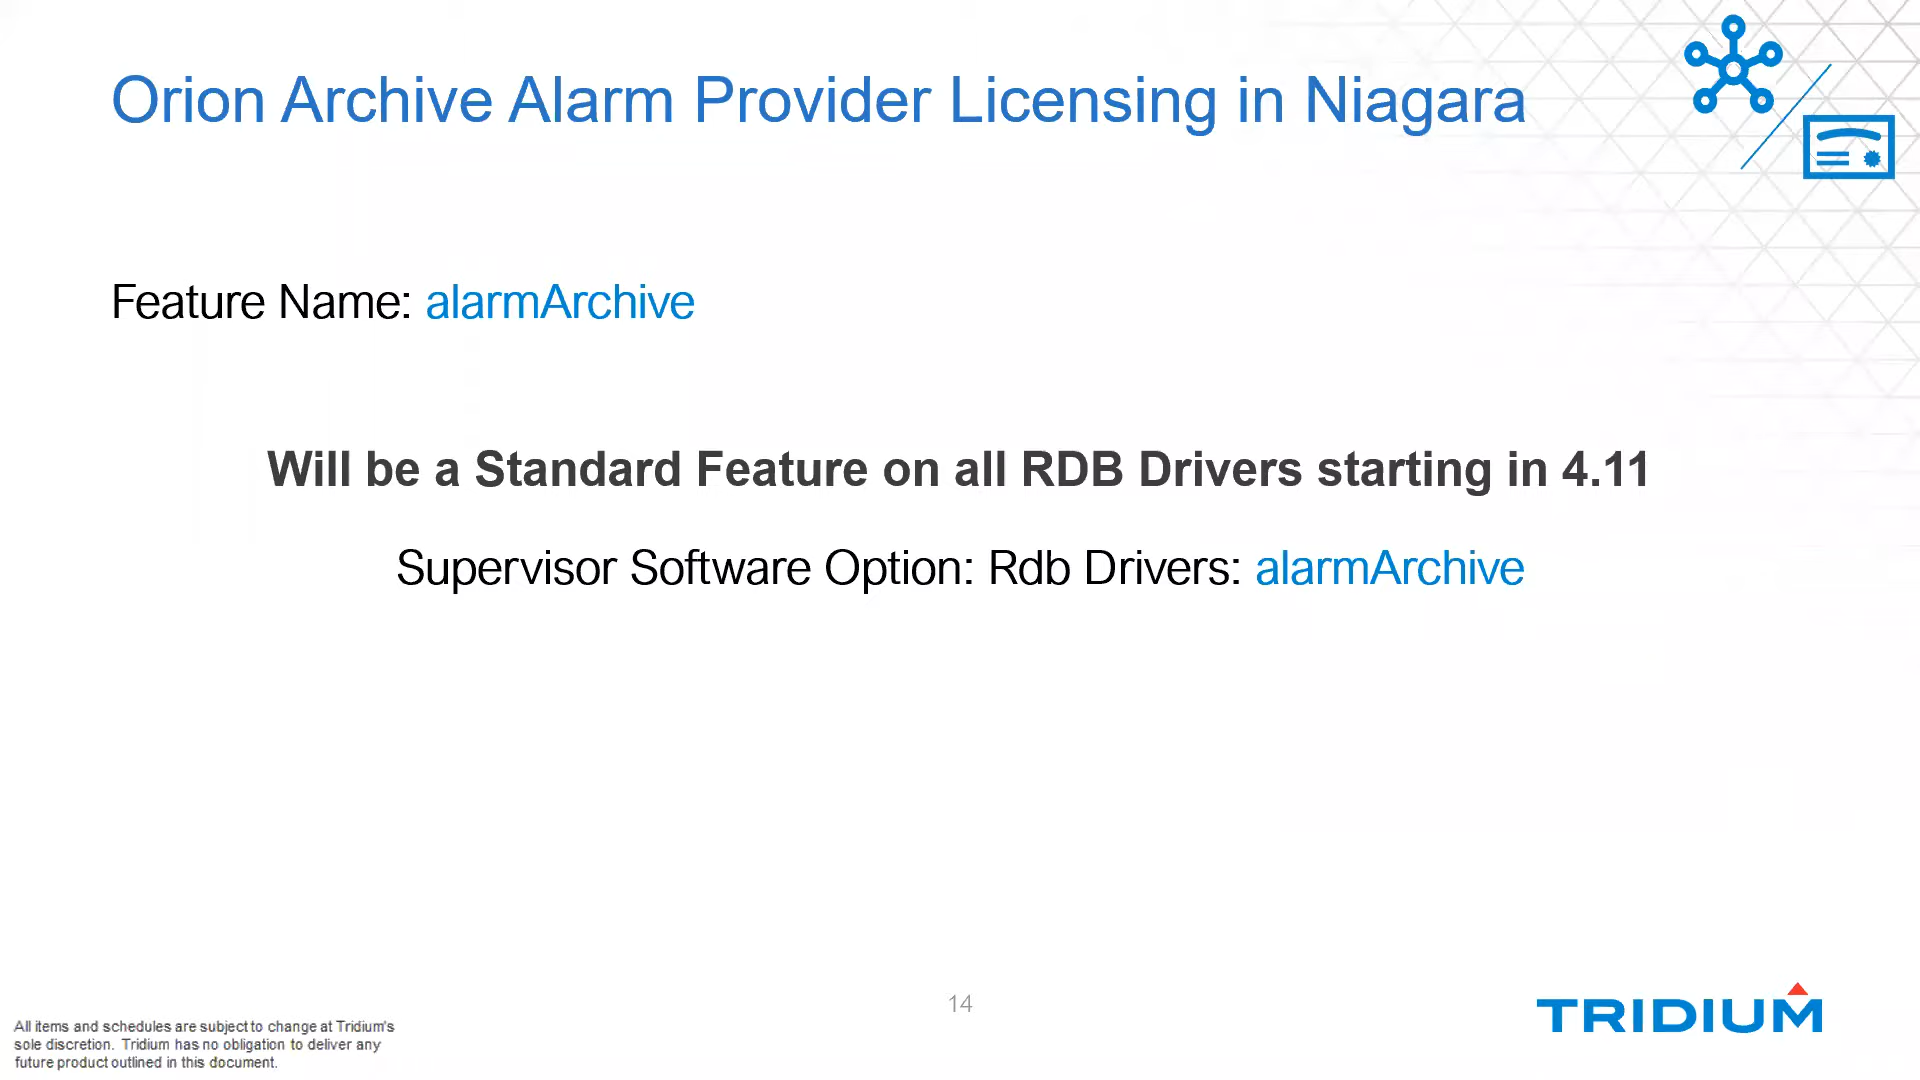 Orion Archive Alarm Provider Licensing in Niagara
Feature Name: alarmArchive
Will be a Standard Feature on all RDB Drivers starting in 4.11
Supervisor Software Option: Rdb Drivers: alarmArchive
14
All items and schedules are subject to change at Tridium's
sole discretion. Tridium has no obligation to deliver any
future product outlined in this document.
TRIDIUM